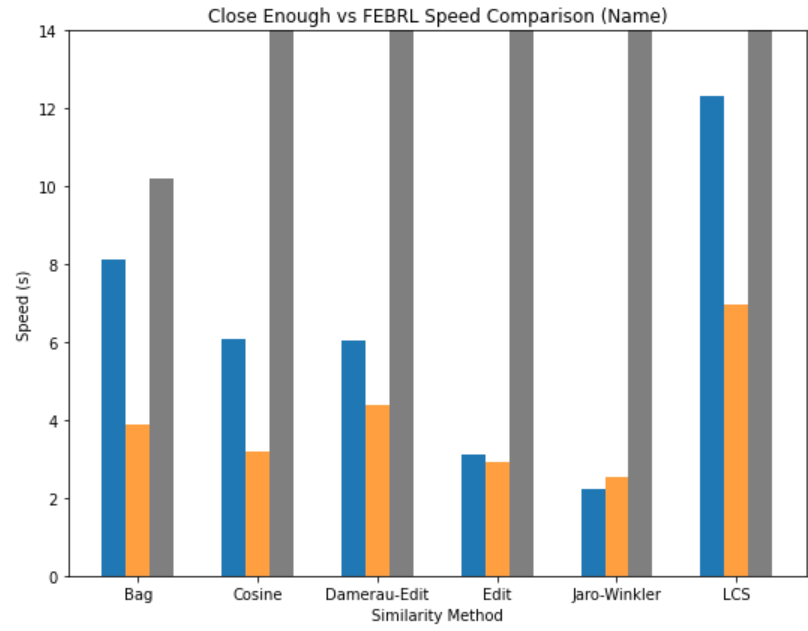 Close Enough vs FEBRL Speed Comparison (Name)
14
12
10
8
6
4
2
0
Speed (s)
Bag Cosine Damerau-Edit Edit Jaro-Winkler LCS
Similarity Method